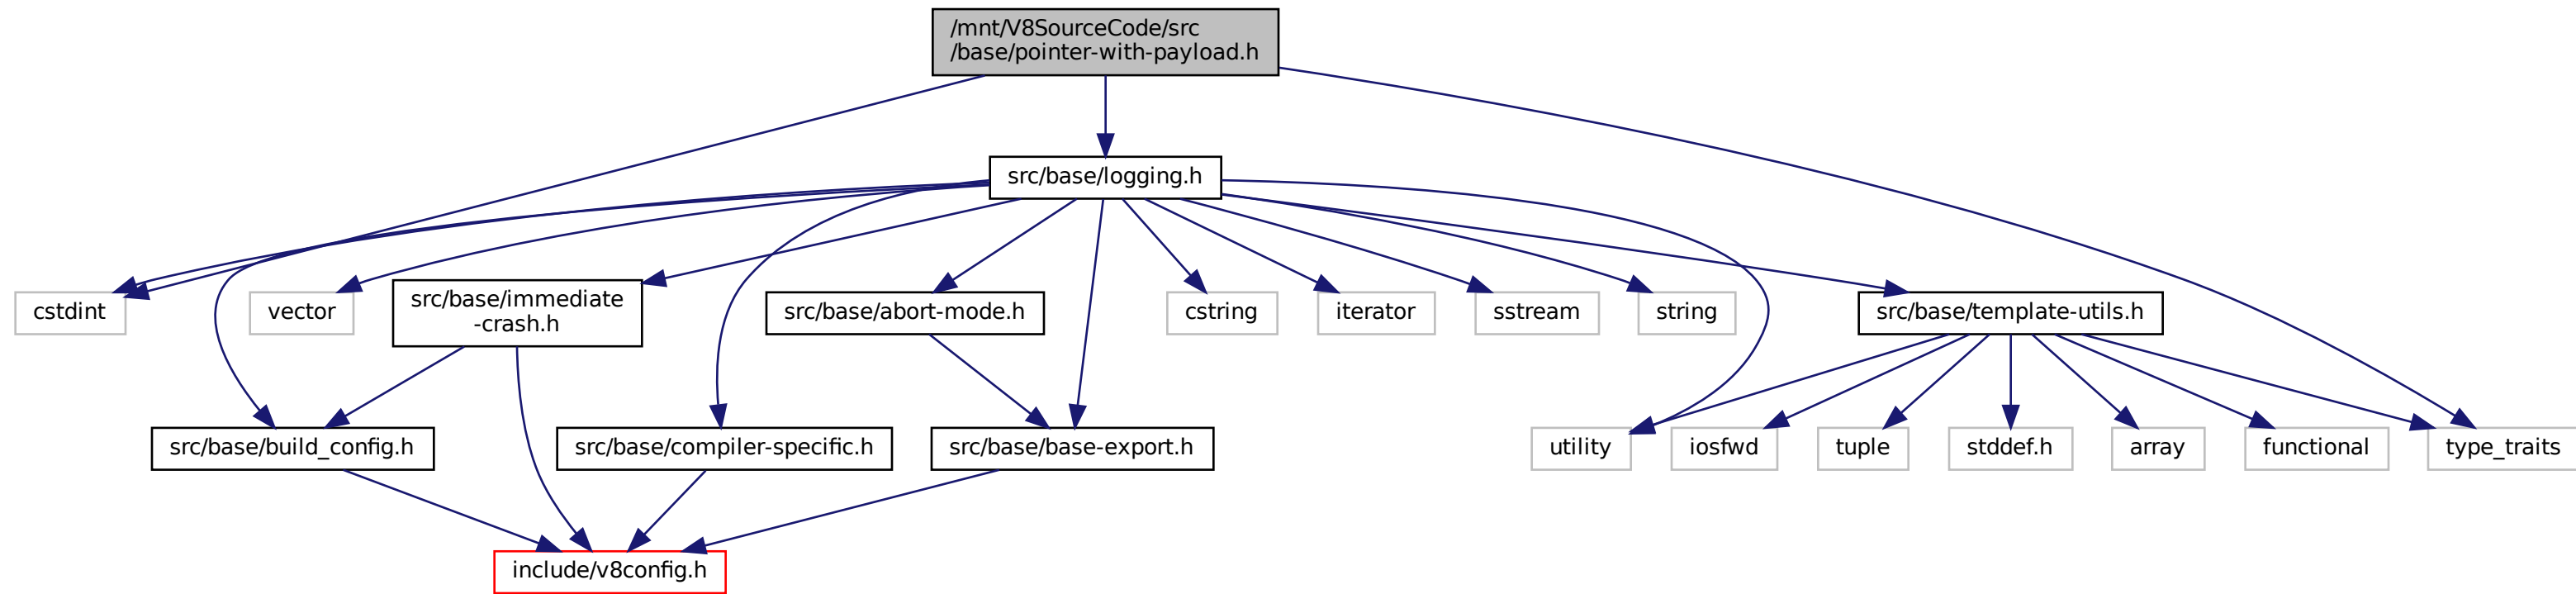 /mnt/V8SourceCode/src
/base/pointer-with-payload.h
src/base/logging.h
cstdint
vector
src/base/immediate
-crash.h
src/base/abort-mode.h
cstring
iterator
sstream
string
src/base/template-utils.h
src/base/build_config.h
src/base/compiler-specific.h
src/base/base-export.h
utility
iosfwd
tuple
stddef.h
array
functional
type_traits
include/v8config.h